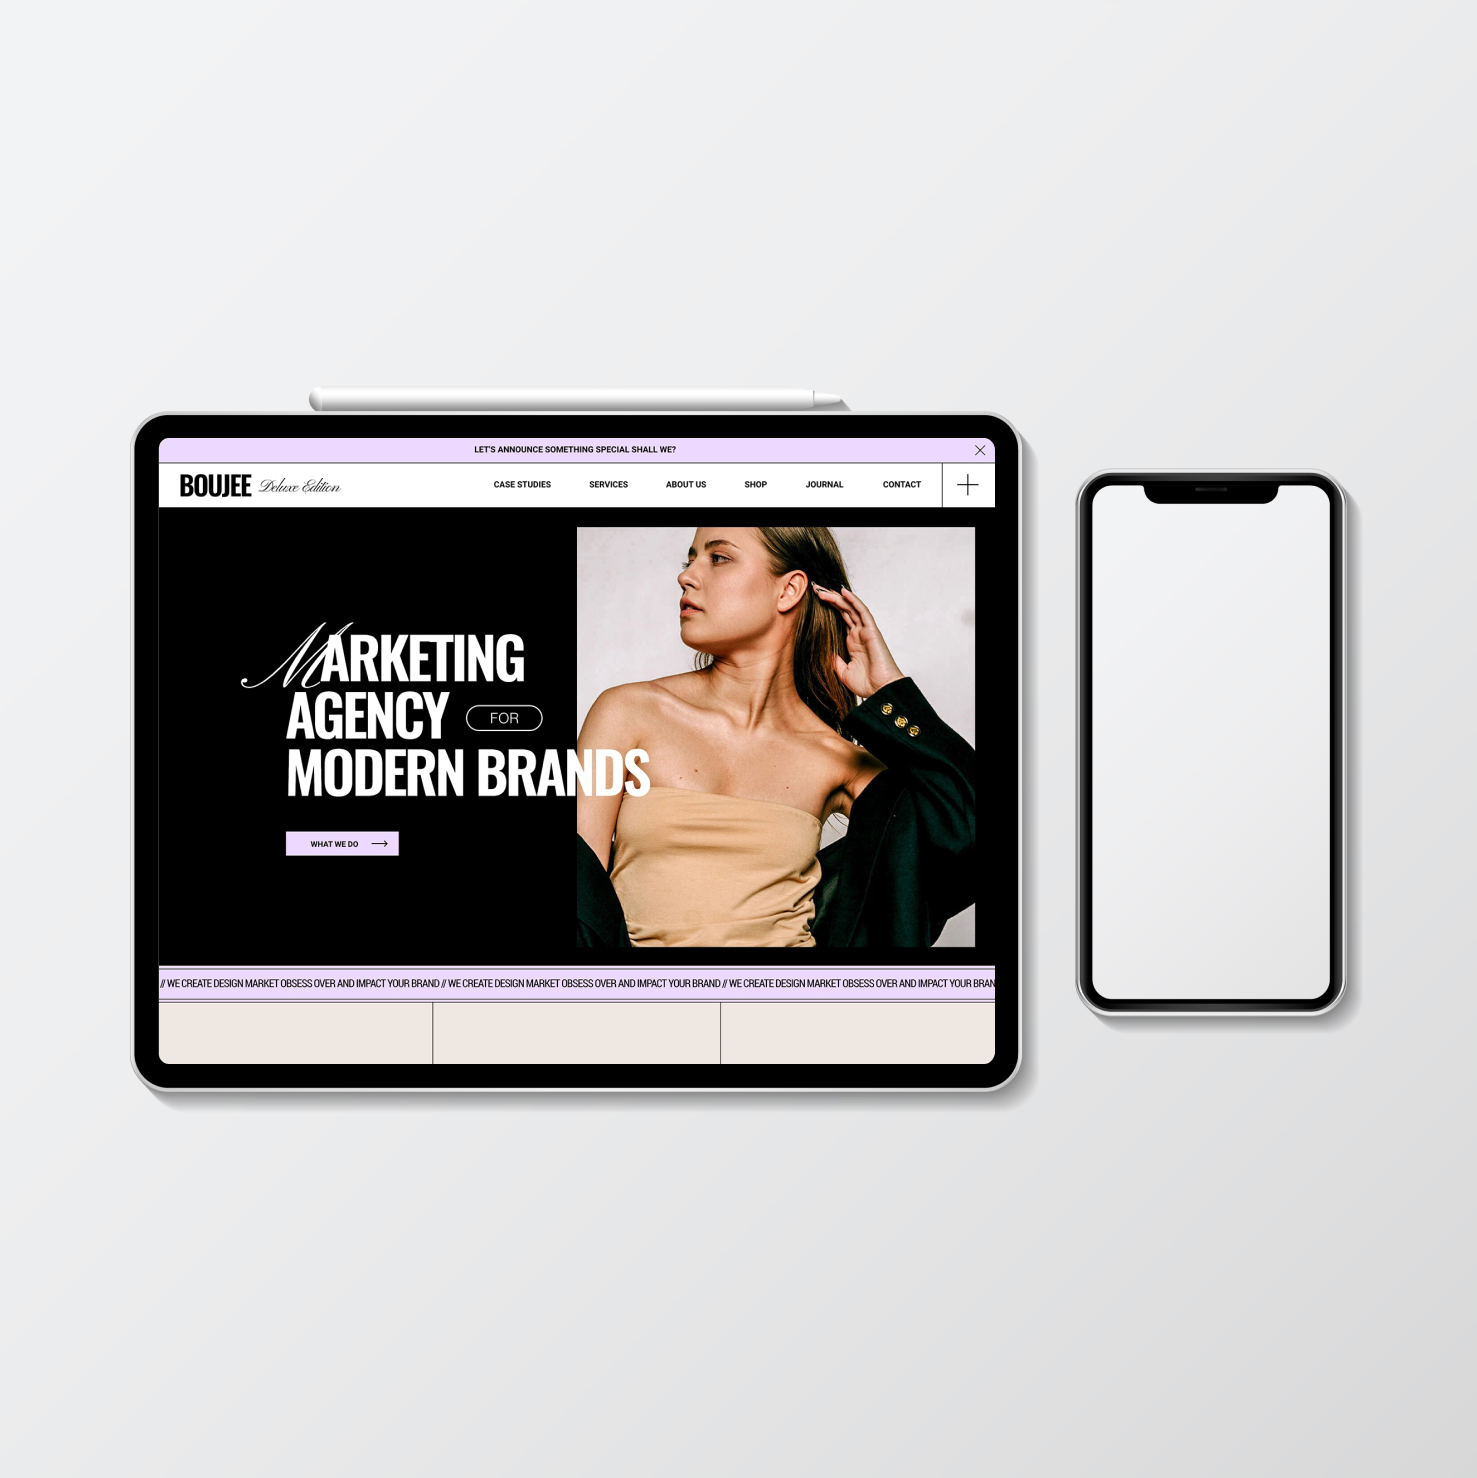 LET'S ANNOUNCE SOMETHING SPECIAL SHALL WE?
BOUJEE Deluxe Edition CASE STUDIES SERVICES ABOUT US SHOP JOURNAL CONTACT
MARKETING
AGENCY FOR
MODERN BRANDS
WHAT WE DO
// WE CREATE DESIGN MARKET OBSESS OVER AND IMPACT YOUR BRAND // WE CREATE DESIGN MARKET OBSESS OVER AND IMPACT YOUR BRAND // WE CREATE DESIGN MARKET OBSESS OVER AND IMPACT YOUR BRAN